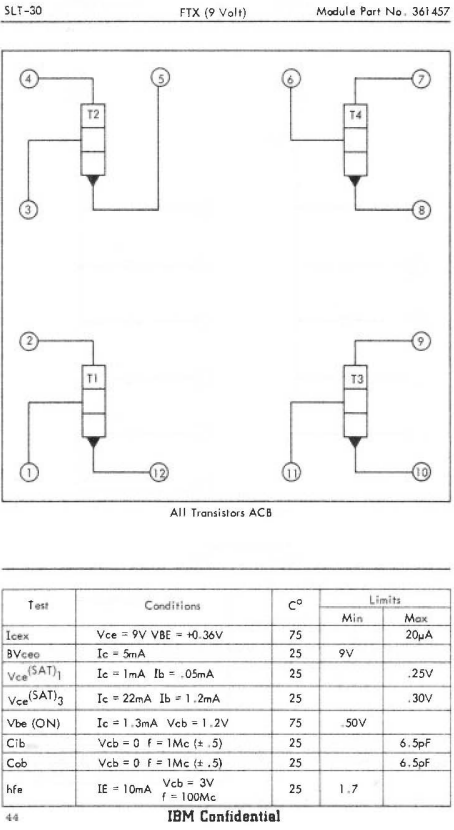 SLT-30 FTX (9 Volt) Module Part No. 361457
4 5 6 7
T2 T4
3 8
2 9
T1 T3
1 12 11 10
All Transistors ACB
Test Conditions C° Limits
Min Max
Icex Vce = 9V VBE = +0.36V 75 20μA
BVceo Ic = 5mA 25 9V
Vce(SAT)1 Ic = 1mA Ib = .05mA 25 .25V
Vce(SAT)3 Ic = 22mA Ib = 1.2mA 25 .30V
Vbe (ON) Ic = 1.3mA Vcb = 1.2V 75 .50V
Cib Vcb = 0 f = 1Mc (± .5) 25 6.5pF
Cob Vcb = 0 f = 1Mc (± .5) 25 6.5pF
hfe IE = 10mA Vcb = 3V 25 1.7
f = 100Mc
44 IBM Confidential